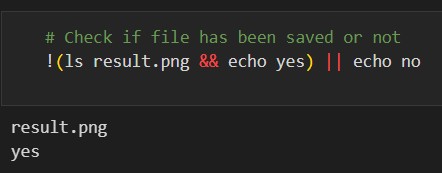 # Check if file has been saved or not
!(ls result.png && echo yes) || echo no
result.png
yes